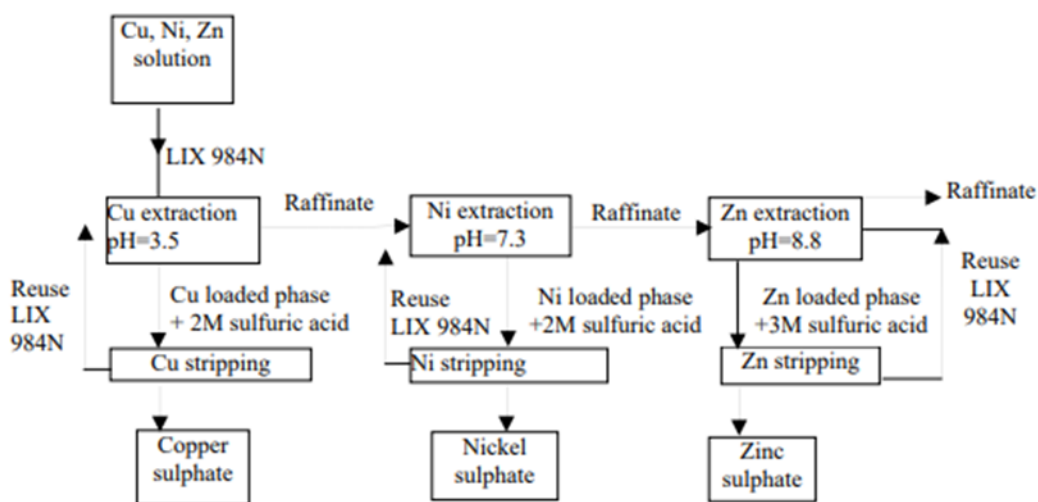 Cu, Ni, Zn
solution
LIX 984N
Cu extraction
pH=3.5
Raffinate
Ni extraction
pH=7.3
Raffinate
Zn extraction
pH=8.8
Raffinate
Reuse
LIX
984N
Cu loaded phase
+ 2M sulfuric acid
Reuse
LIX 984N
Ni loaded phase
+2M sulfuric acid
Zn loaded phase
+3M sulfuric acid
Reuse
LIX
984N
Cu stripping
Ni stripping
Zn stripping
Copper
sulphate
Nickel
sulphate
Zinc
sulphate